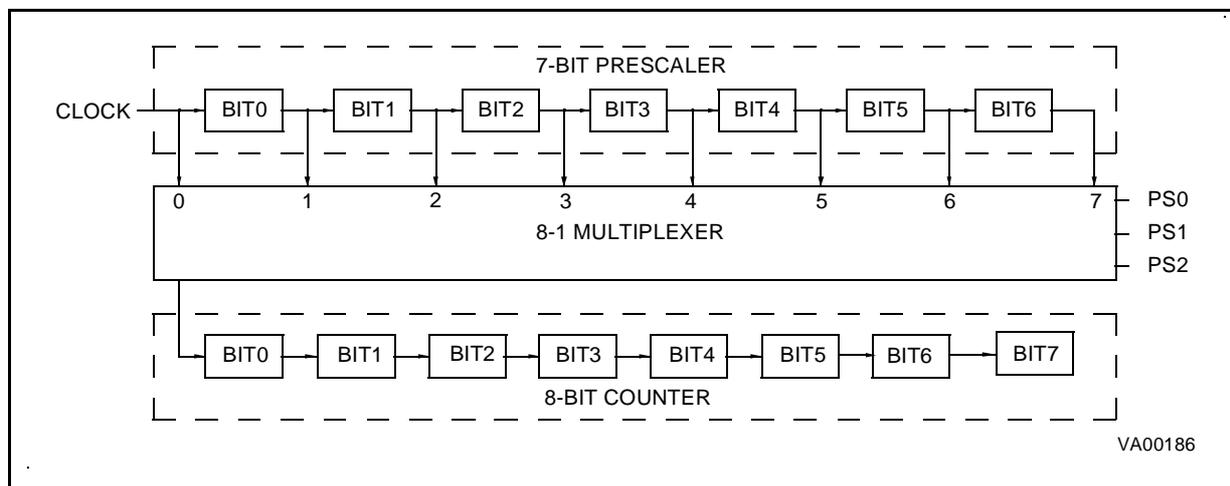 7-BIT PRESCALER
CLOCK BIT0 BIT1 BIT2 BIT3 BIT4 BIT5 BIT6
0 1 2 3 4 5 6 7 PS0
8-1 MULTIPLEXER PS1
PS2
BIT0 BIT1 BIT2 BIT3 BIT4 BIT5 BIT6 BIT7
8-BIT COUNTER
VA00186